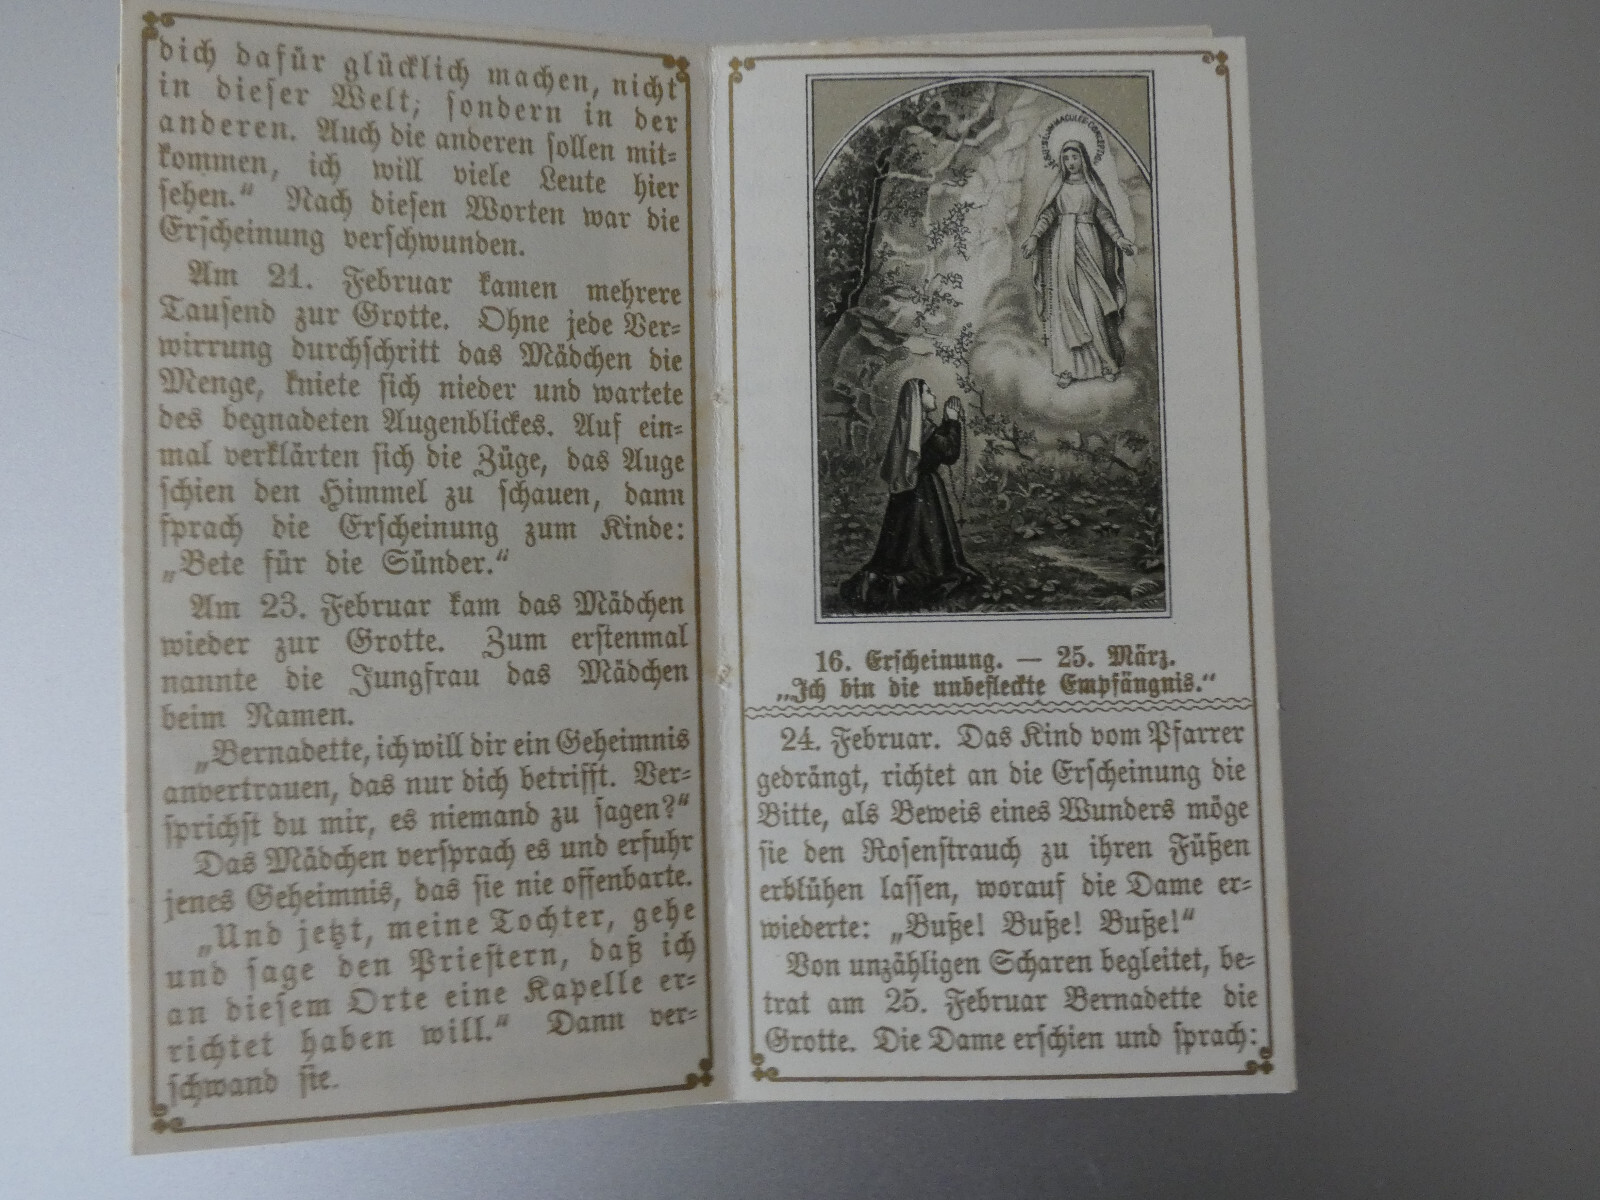 dich dafür glücklich machen, nicht
in dieser Welt; sondern in der
anderen. Auch die anderen sollen mit=
kommen, ich will viele Leute hier
sehen.“ Nach diesen Worten war die
Erscheinung verschwunden.
Am 21. Februar kamen mehrere
Tausend zur Grotte. Ohne jede Ver=
wirrung durchschritt das Mädchen die
Menge, kniete sich nieder und wartete
des begnadeten Augenblickes. Auf ein=
mal verklärten sich die Züge, das Auge
schien den Himmel zu schauen, dann
sprach die Erscheinung zum Kinde:
„Bete für die Sünder.“
Am 23. Februar kam das Mädchen
wieder zur Grotte. Zum erstenmal
nannte die Jungfrau das Mädchen
beim Namen.
„Bernadette, ich will dir ein Geheimnis
anvertrauen, das nur dich betrifft. Ver=
sprichst du mir, es niemand zu sagen?“
Das Mädchen versprach es und erfuhr
jenes Geheimnis, das sie nie offenbarte.
„Und jetzt, meine Tochter, gehe
und sage den Priestern, daß ich
an diesem Orte eine Kapelle er=
richtet haben will.“ Dann ver=
schwand sie.
IMMACULEE CONCEPTION
16. Erscheinung. — 25. März.
„Ich bin die unbefleckte Empfängnis.“
24. Februar. Das Kind vom Pfarrer
gedrängt, richtet an die Erscheinung die
Bitte, als Beweis eines Wunders möge
sie den Rosenstrauch zu ihren Füßen
erblühen lassen, worauf die Dame er=
wiederte: „Buße! Buße! Buße!“
Von unzähligen Scharen begleitet, be=
trat am 25. Februar Bernadette die
Grotte. Die Dame erschien und sprach: